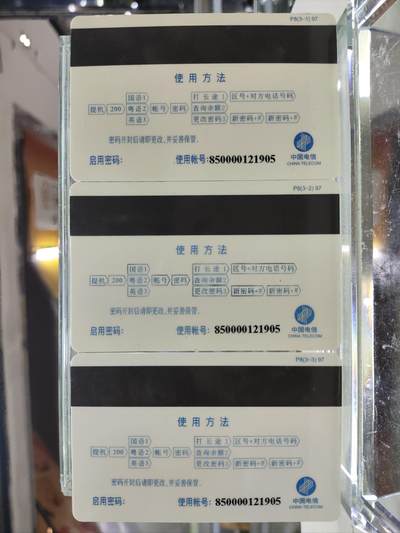 P8(3-1) 97
使用方法
国语1 打长途1 区号+对方电话号码
提机 200 粤语2 帐号 密码 查询余额2
英语3 更改密码3 新密码+# 新密码+#
密码开封后请即更改,并妥善保管.
启用密码: 使用帐号: 850000121905
中国电信
CHINA TELECOM
P8(3-2) 97
使用方法
国语1 打长途1 区号+对方电话号码
提机 200 粤语2 帐号 密码 查询余额2
英语3 更改密码3 新密码+# 新密码+#
密码开封后请即更改,并妥善保管.
启用密码: 使用帐号: 850000121905
中国电信
CHINA TELECOM
P8(3-3) 97
使用方法
国语1 打长途1 区号+对方电话号码
提机 200 粤语2 帐号 密码 查询余额2
英语3 更改密码3 新密码+# 新密码+#
密码开封后请即更改,并妥善保管.
启用密码: 使用帐号: 850000121905
中国电信
CHINA TELECOM